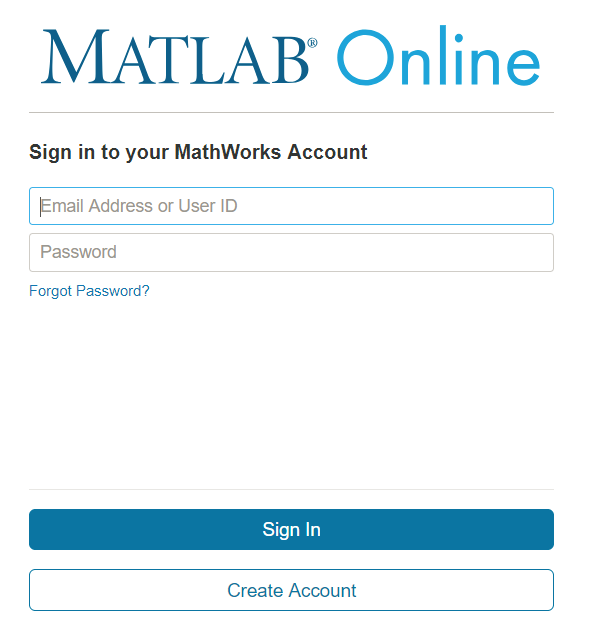 MATLAB® Online
Sign in to your MathWorks Account
Email Address or User ID
Password
Forgot Password?
Sign In
Create Account